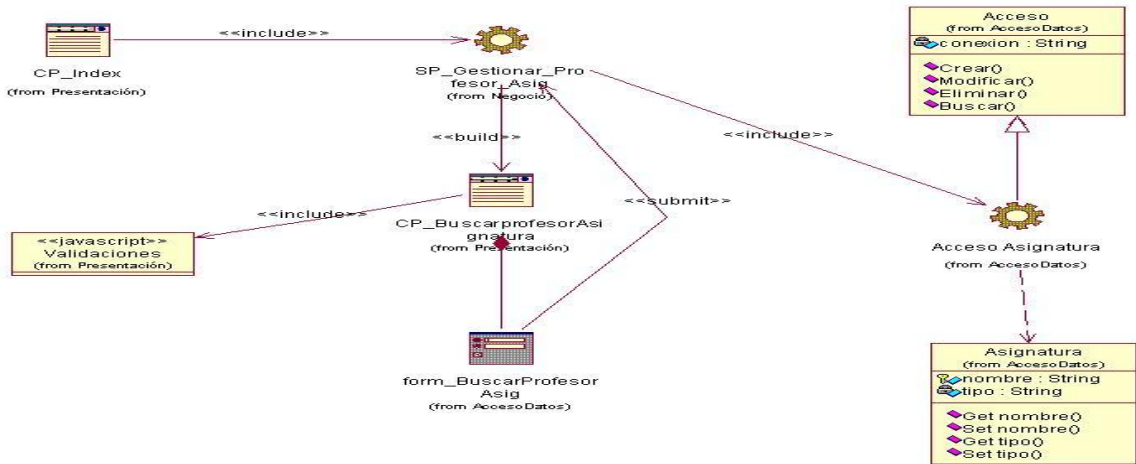 <<include>>
CP_Index
(from Presentación)
SP_Gestionar_Pro
fesor_Asig
(from Negocio)
<<build>>
<<include>>
<<submit>>
<<include>>
CP_BuscarprofesorAsi
gnatura
(from Presentación)
<<javascript>>
Validaciones
(from Presentación)
form_BuscarProfesor
Asig
(from AccesoDatos)
Acceso
(from AccesoDatos)
conexion : String
Crear()
Modificar()
Eliminar()
Buscar()
Acceso Asignatura
(from AccesoDatos)
Asignatura
(from AccesoDatos)
nombre : String
tipo : String
Get nombre()
Set nombre()
Get tipo()
Set tipo()